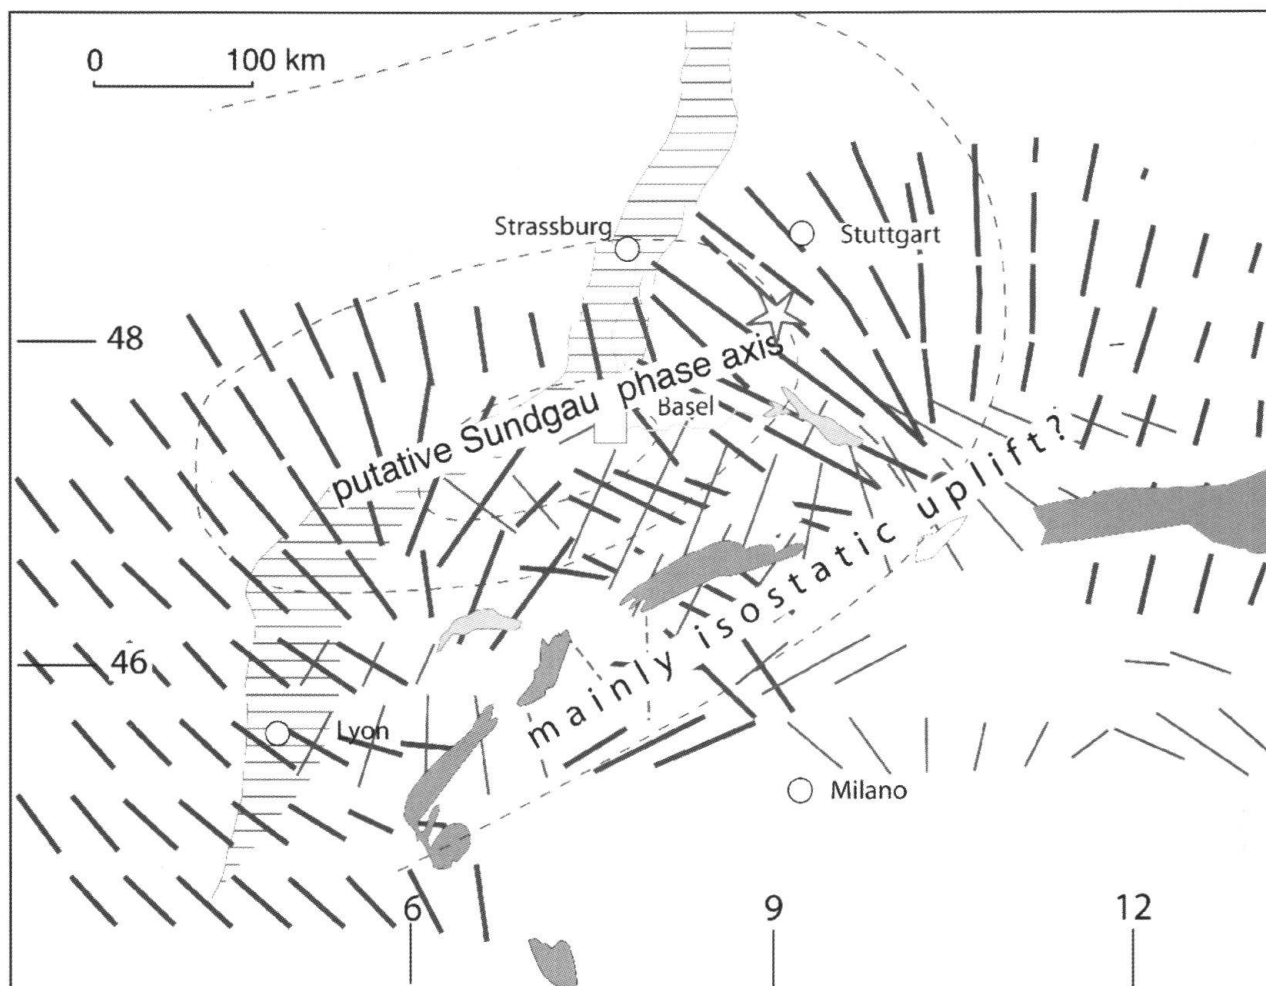 0 100 km
Strassburg
Stuttgart
48
putative Sundgau phase axis
Basel
mainly isostatic uplift?
46
Lyon
Milano
6
9
12